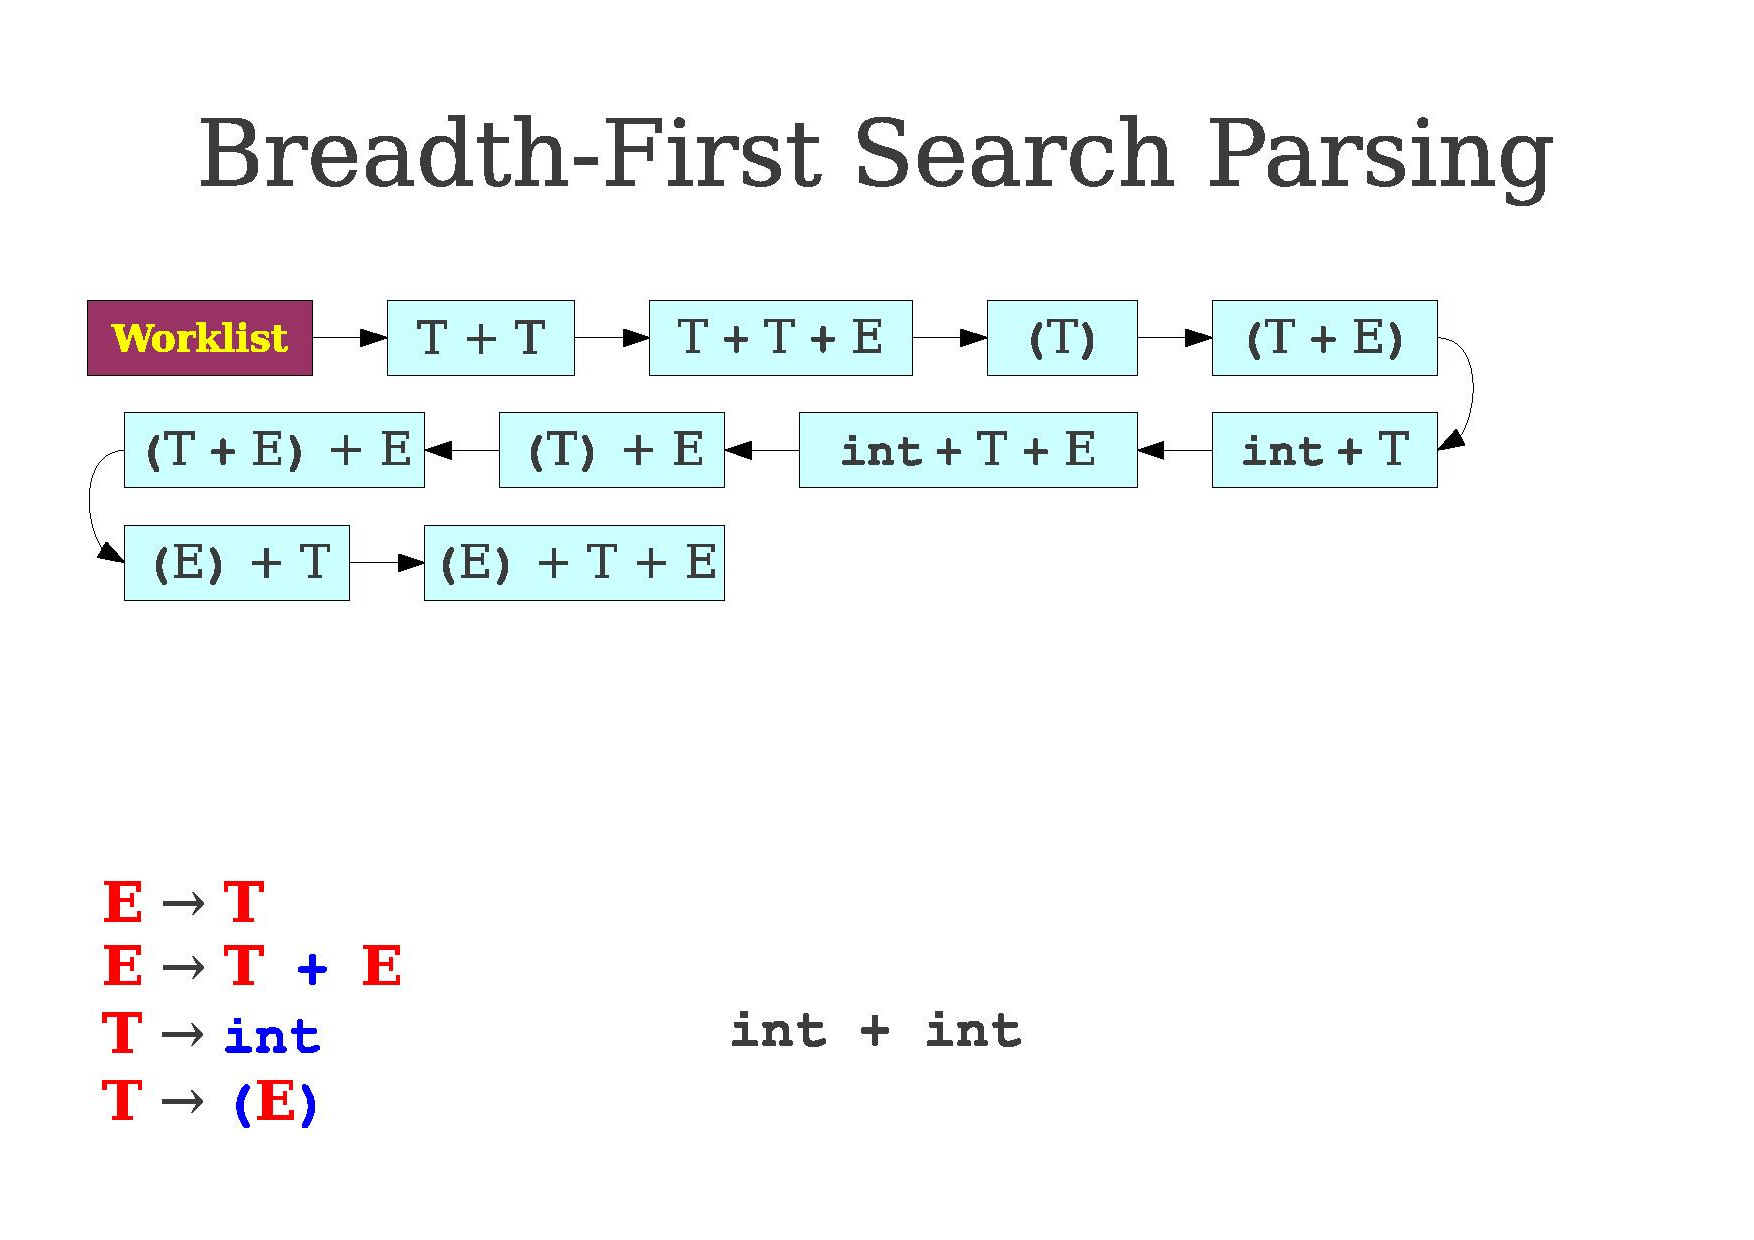 Breadth-First Search Parsing
Worklist T + T T + T + E (T) (T + E)
(T + E) + E (T) + E int + T + E int + T
(E) + T (E) + T + E
E → T
E → T + E
T → int
T → (E)
int + int